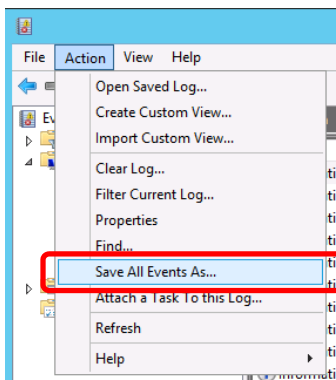 File Action View Help
Open Saved Log...
Create Custom View...
Ev
Import Custom View...
Clear Log...
Filter Current Log...
Properties
Find...
Save All Events As...
Attach a Task To this Log...
Refresh
Help